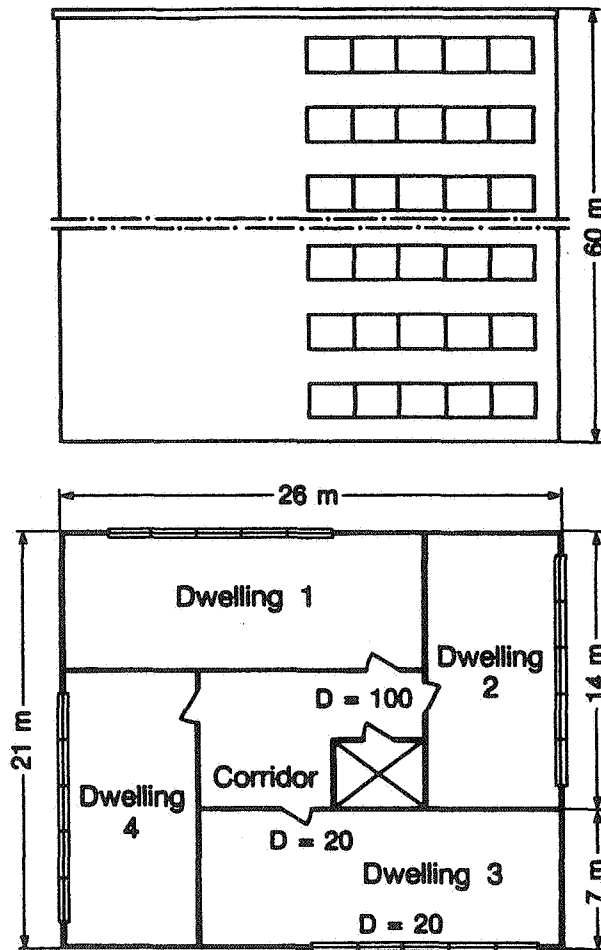 60 m
26 m
Dwelling 1
Dwelling
2
D = 100
14 m
21 m
Corridor
Dwelling
4
D = 20
Dwelling 3
7 m
D = 20